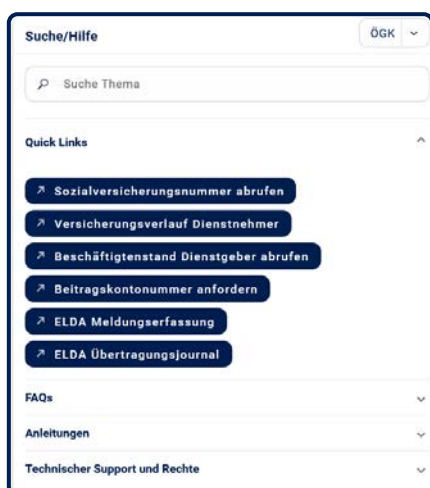 Suche/Hilfe
ÖGK
Suche Thema
Quick Links
Sozialversicherungsnummer abrufen
Versicherungsverlauf Dienstnehmer
Beschäftigtenstand Dienstgeber abrufen
Beitragskontonummer anfordern
ELDA Meldungserfassung
ELDA Übertragungsjournal
FAQs
Anleitungen
Technischer Support und Rechte